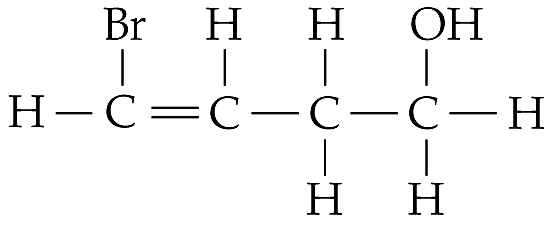 Br H H OH
H – C = C – C – C – H
H H